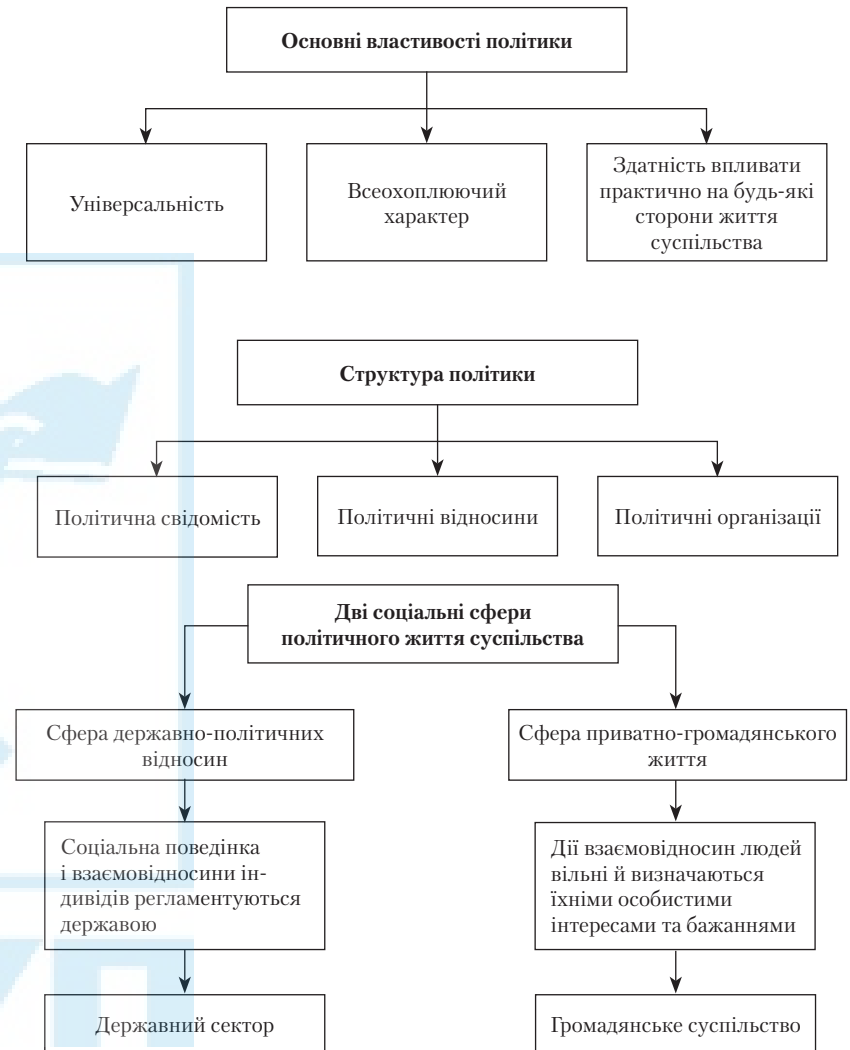 Основні властивості політики
Універсальність
Всеохоплюючий
характер
Здатність впливати
практично на будь-які
сторони життя
суспільства
Структура політики
Політична свідомість
Політичні відносини
Політичні організації
Дві соціальні сфери
політичного життя суспільства
Сфера державно-політичних
відносин
Сфера приватно-громадянського
життя
Соціальна поведінка
і взаємовідносини ін-
дивідів регламентуються
державою
Дії взаємовідносин людей
вільні й визначаються
їхніми особистими
інтересами та бажаннями
Державний сектор
Громадянське суспільство